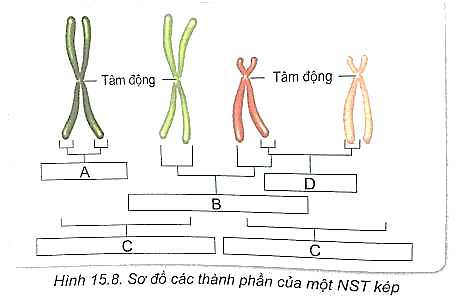 Tâm động
Tâm động
A
D
B
C
C
Hình 15.8. Sơ đồ các thành phần của một NST kép